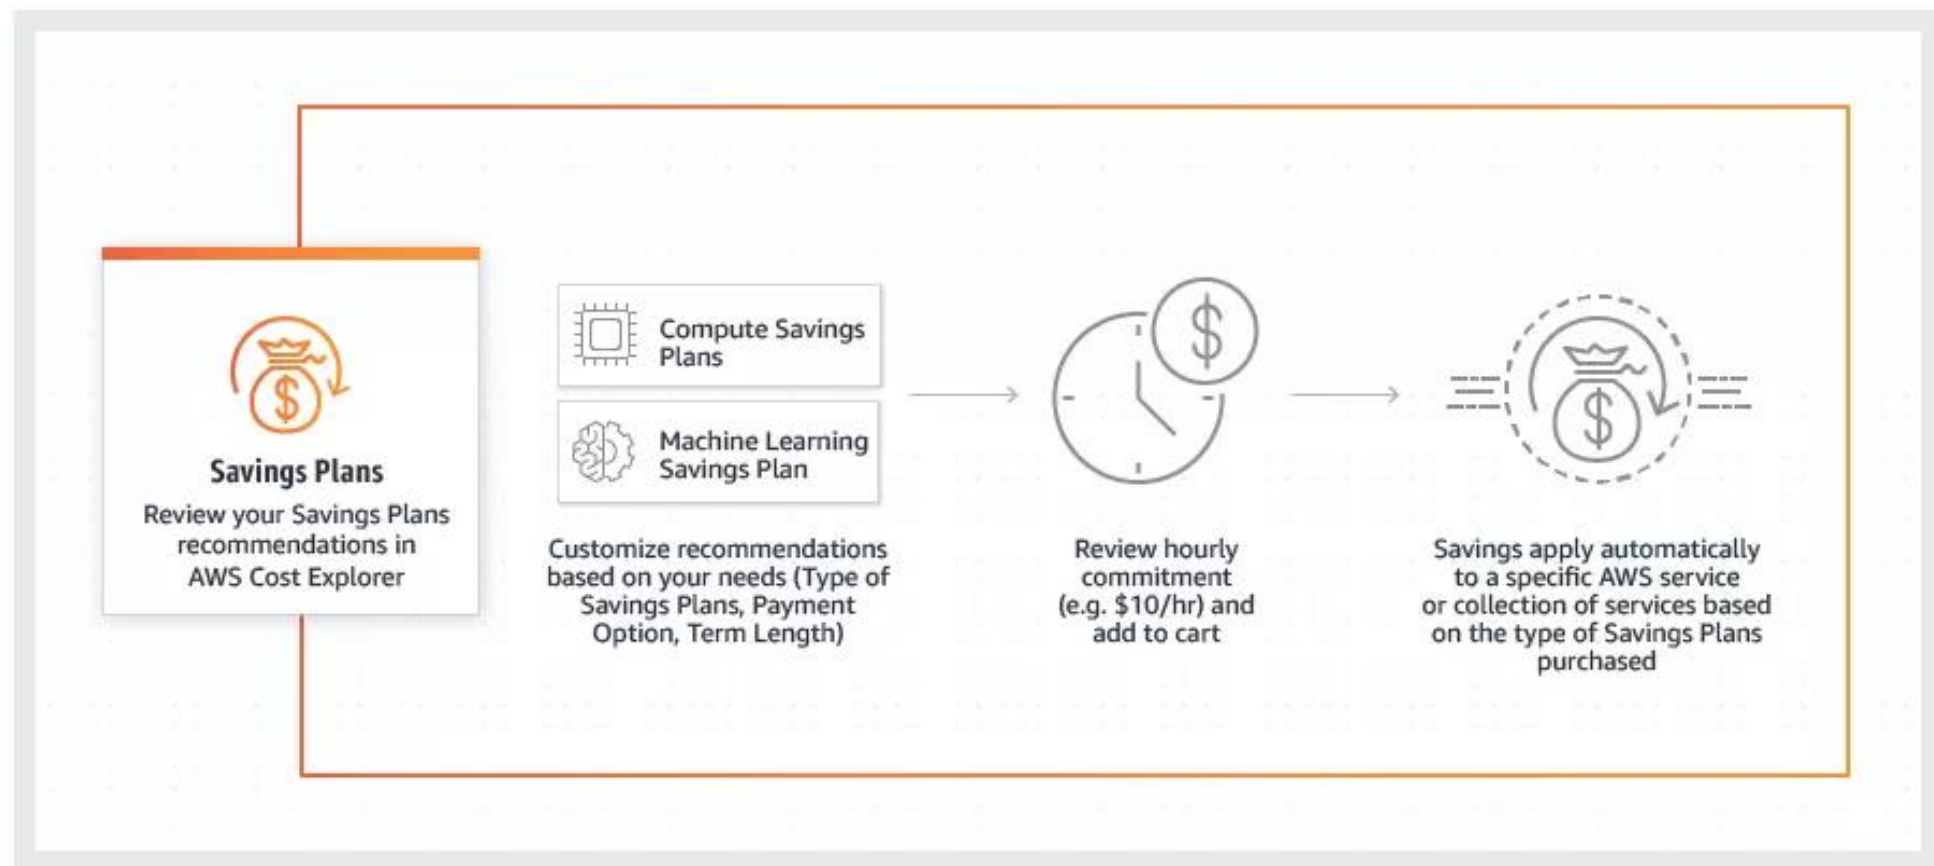 Savings Plans
Review your Savings Plans
recommendations in
AWS Cost Explorer
Compute Savings
Plans
Machine Learning
Savings Plan
Customize recommendations
based on your needs (Type of
Savings Plans, Payment
Option, Term Length)
$
Review hourly
commitment
(e.g. $10/hr) and
add to cart
$
Savings apply automatically
to a specific AWS service
or collection of services based
on the type of Savings Plans
purchased